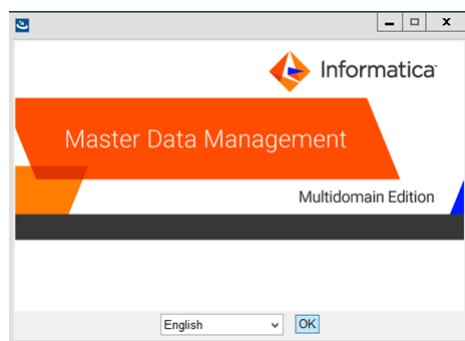 Informatica
Master Data Management
Multidomain Edition
English
OK